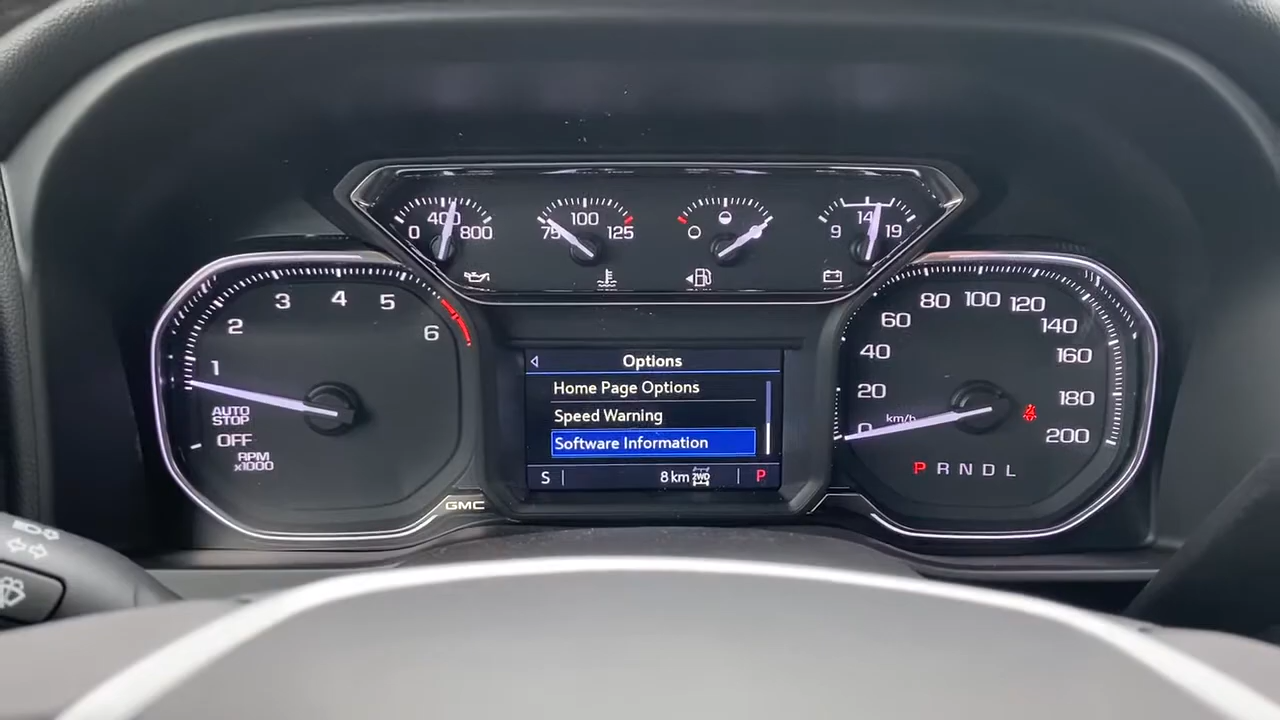 400
0
800
100
75
125
14
9
19
1
2
3
4
5
6
AUTO
STOP
OFF
RPM
x1000
GMC
Options
Home Page Options
Speed Warning
Software Information
S
8 km
2WD
P
0
20
40
60
80
100
120
140
160
180
200
km/h
P R N D L